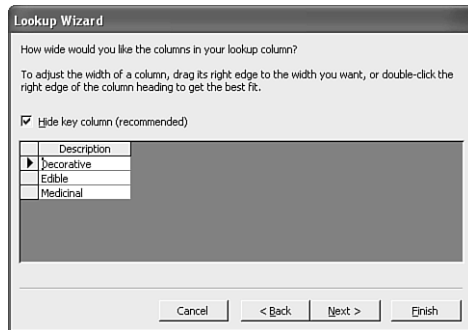 Lookup Wizard
How wide would you like the columns in your lookup column?
To adjust the width of a column, drag its right edge to the width you want, or double-click the
right edge of the column heading to get the best fit.
Hide key column (recommended)
Description
Decorative
Edible
Medicinal
Cancel < Back Next > Finish